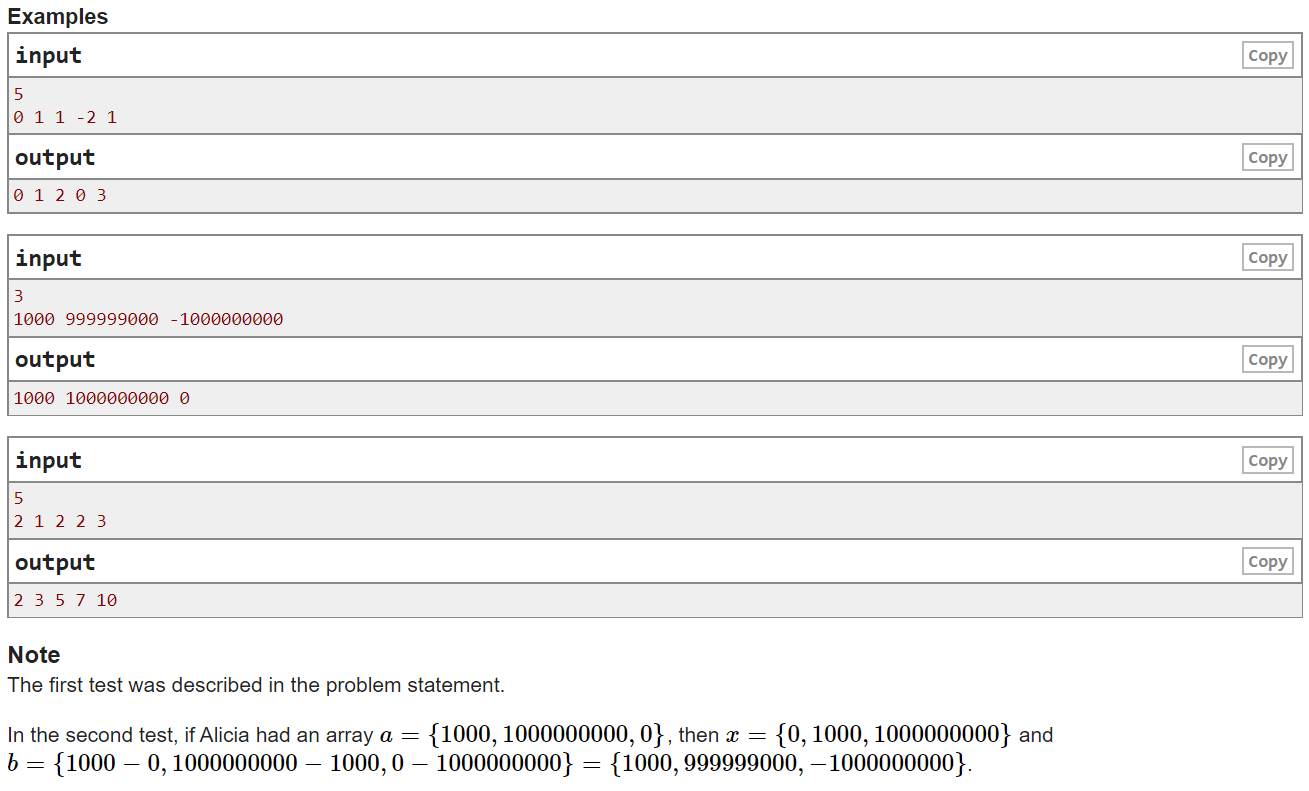 Examples
input
Copy
5
0 1 1 -2 1
output
Copy
0 1 2 0 3
input
Copy
3
1000 999999000 -1000000000
output
Copy
1000 1000000000 0
input
Copy
5
2 1 2 2 3
output
Copy
2 3 5 7 10
Note
The first test was described in the problem statement.
In the second test, if Alicia had an array a = {1000, 1000000000, 0}, then x = {0, 1000, 1000000000} and
b = {1000 − 0, 1000000000 − 1000, 0 − 1000000000} = {1000, 999999000, −1000000000}.